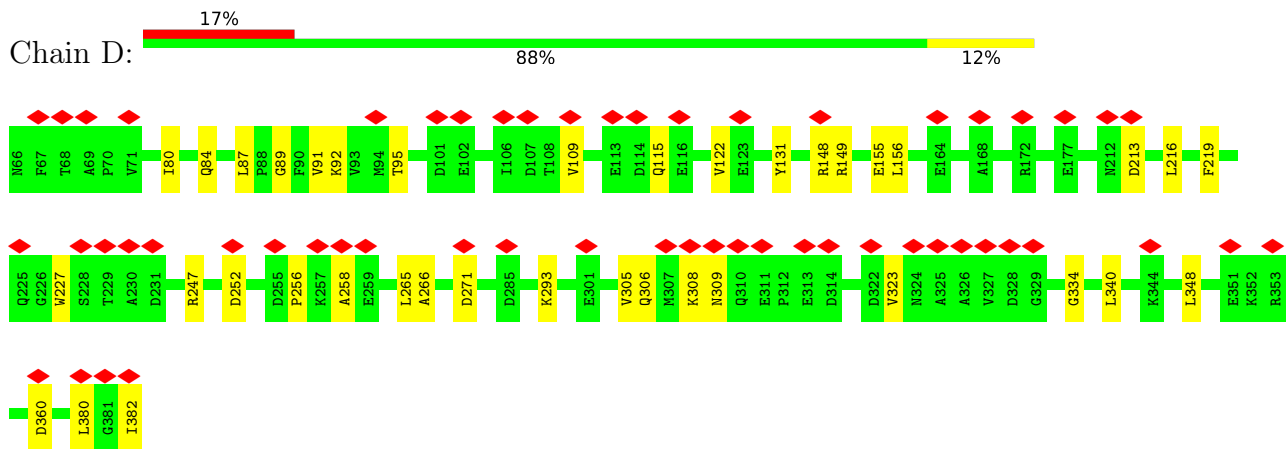 17%
Chain D:
88% 12%
N66 F67 T68 A69 P70 V71 I80 Q84 L87 P88 G89 F90 V91 K92 V93 M94 T95 D101 E102 I106 D107 T108 V109 E113 D114 Q115 E116 V122 E123 Y131 R148 R149 E155 L156 E164 A168 R172 E177 N212 D213 L216 F219
Q225 G226 W227 S228 T229 A230 D231 R247 D252 D255 P256 K257 A258 E259 L265 A266 D271 D285 K293 E301 V305 Q306 M307 K308 N309 Q310 E311 P312 E313 D314 D322 V323 N324 A325 A326 V327 D328 G329 G334 L340 K344 L348 E351 K352 R353
D360 L380 G381 I382